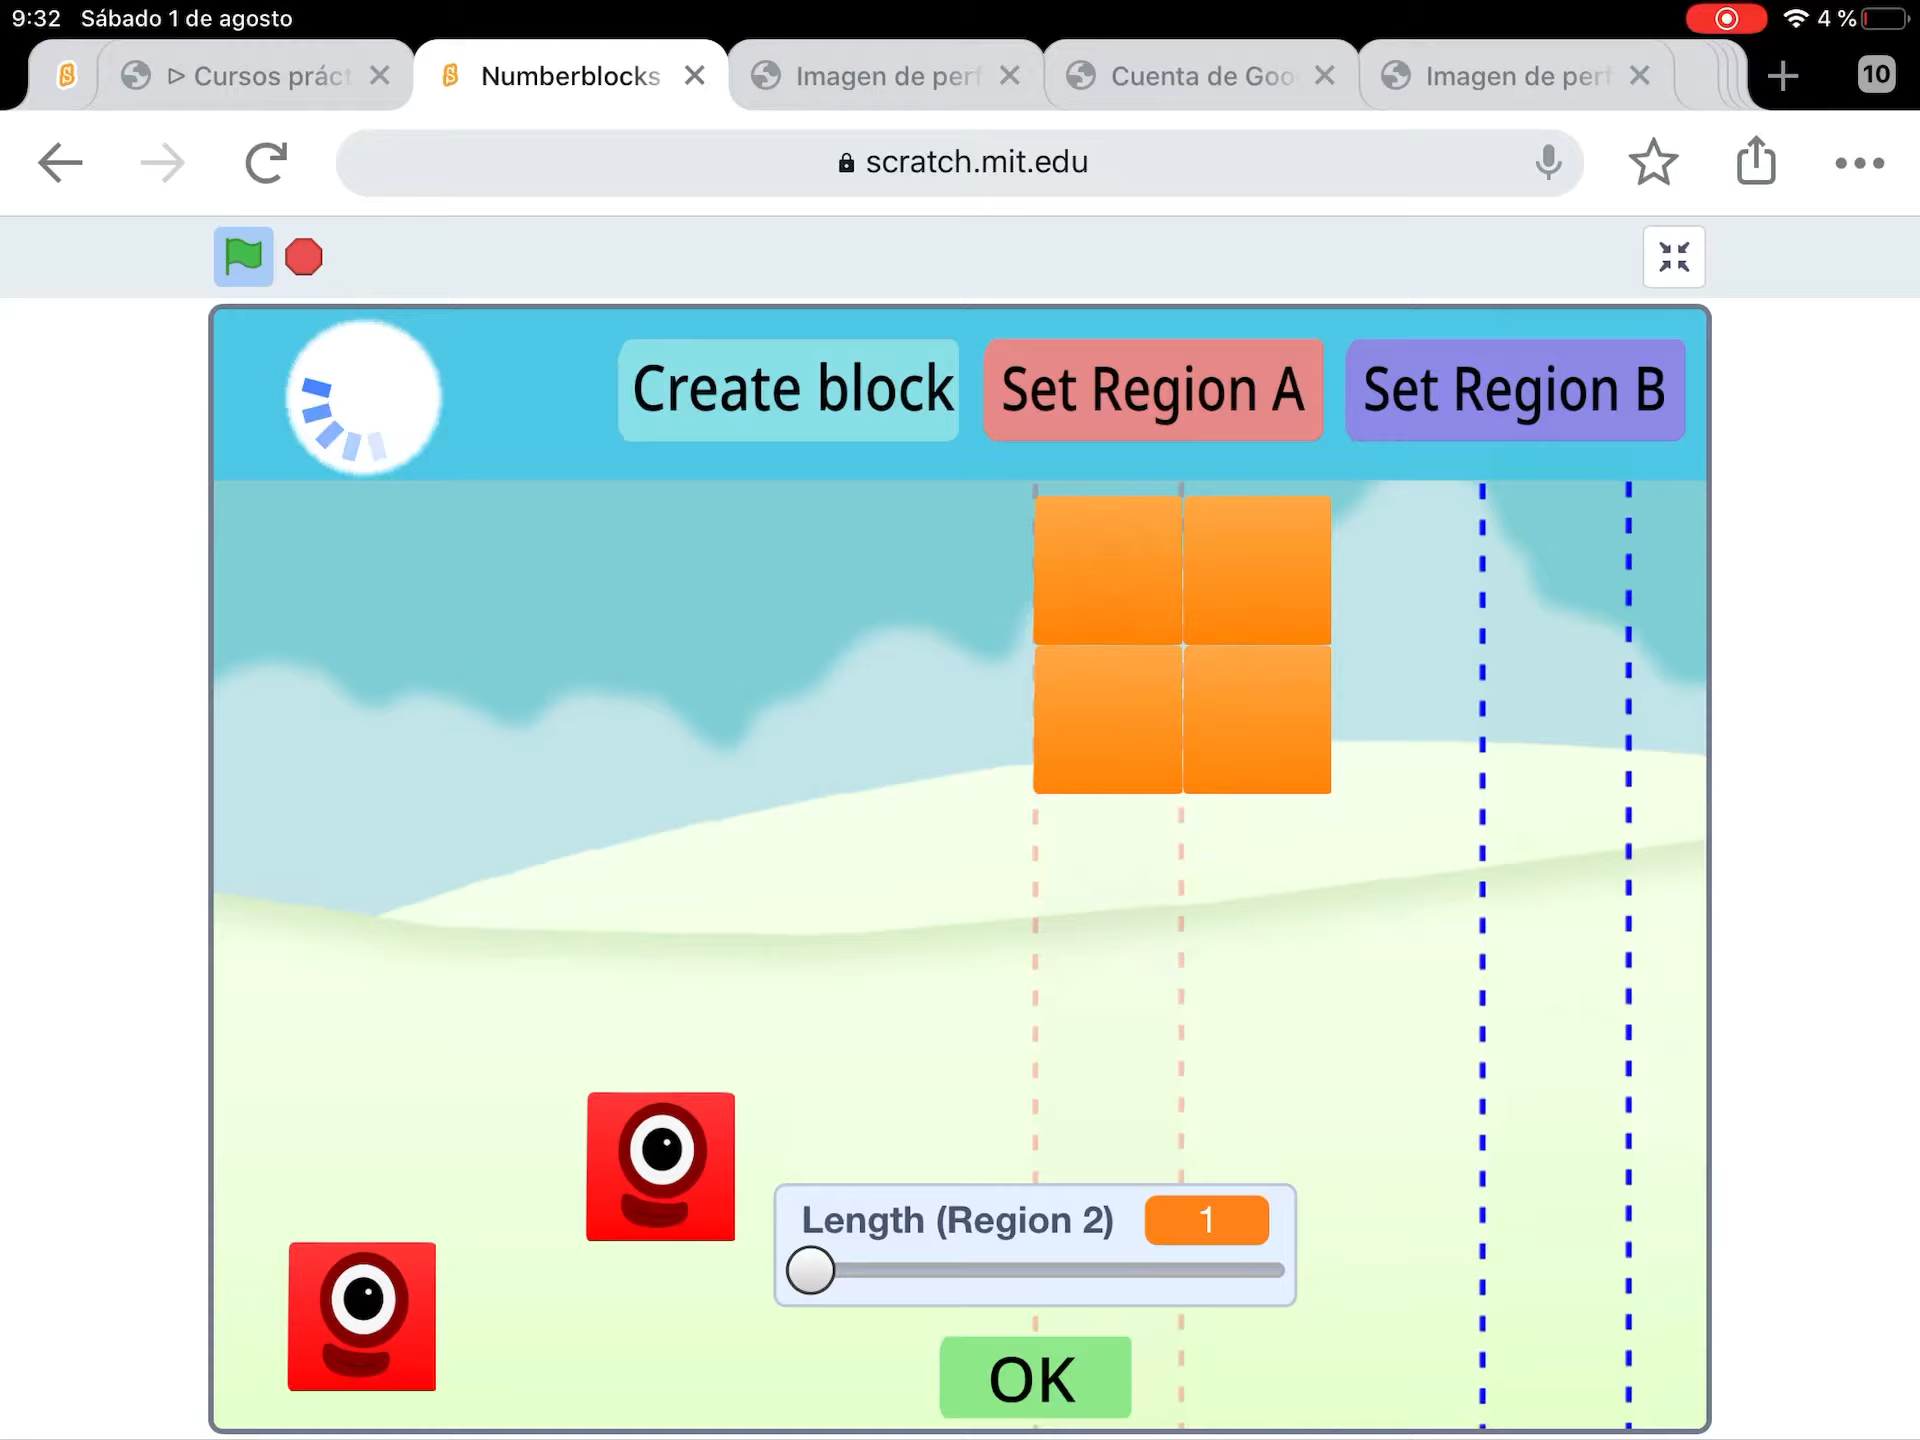 9:32 Sábado 1 de agosto 4 %
▷ Cursos práct Numberblocks Imagen de perf Cuenta de Goo Imagen de perf 10
scratch.mit.edu
Create block Set Region A Set Region B
Length (Region 2) 1
OK